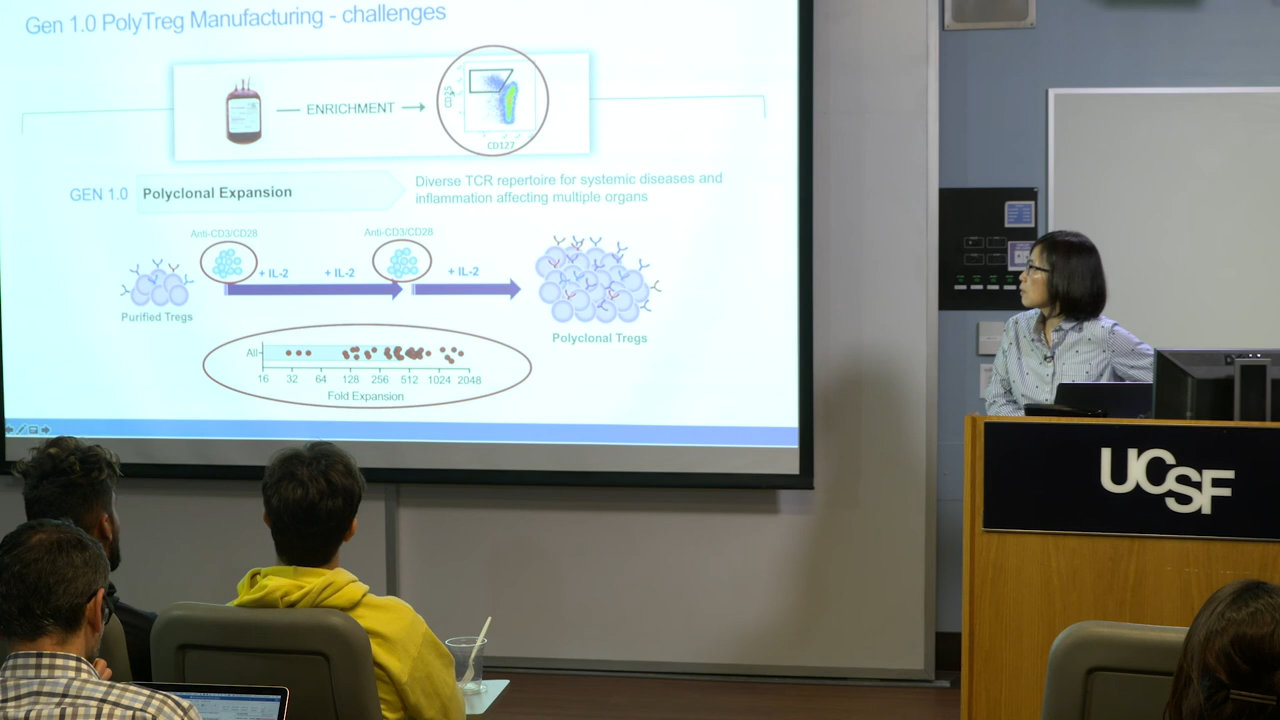 Gen 1.0 PolyTreg Manufacturing - challenges
ENRICHMENT
CD25
CD127
GEN 1.0
Polyclonal Expansion
Diverse TCR repertoire for systemic diseases and
inflammation affecting multiple organs
Anti-CD3/CD28
Anti-CD3/CD28
+ IL-2
+ IL-2
+ IL-2
Purified Tregs
Polyclonal Tregs
All
16 32 64 128 256 512 1024 2048
Fold Expansion
UCSF